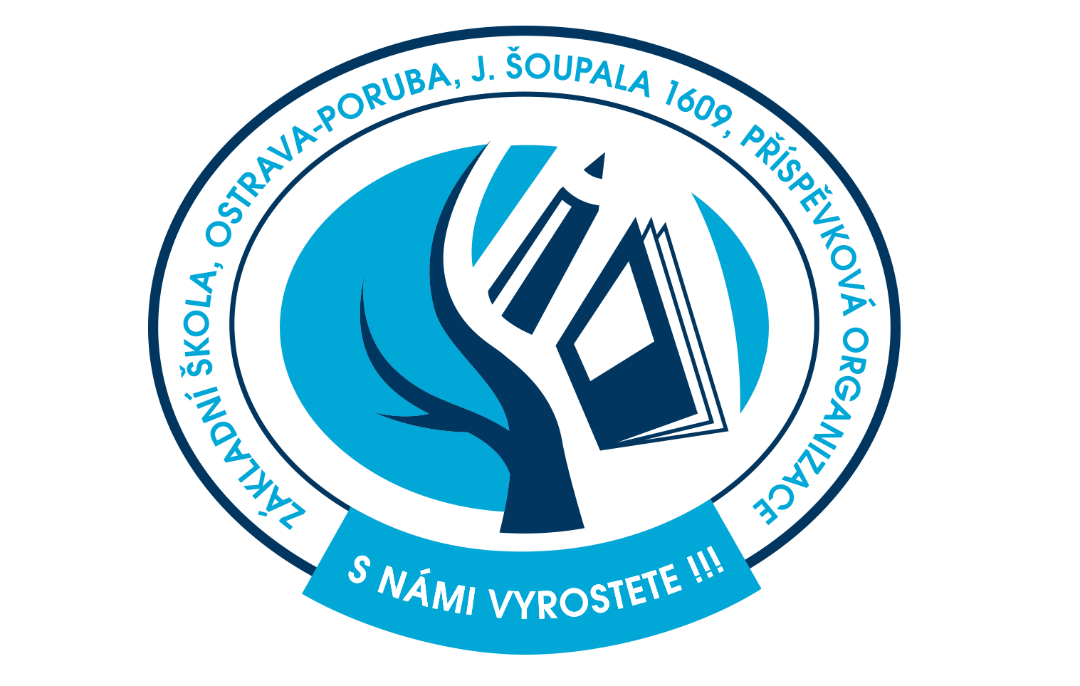 ZÁKLADNÍ ŠKOLA, OSTRAVA-PORUBA, J. ŠOUPALA 1609, PŘÍSPĚVKOVÁ ORGANIZACE
S NÁMI VYROSTETE !!!